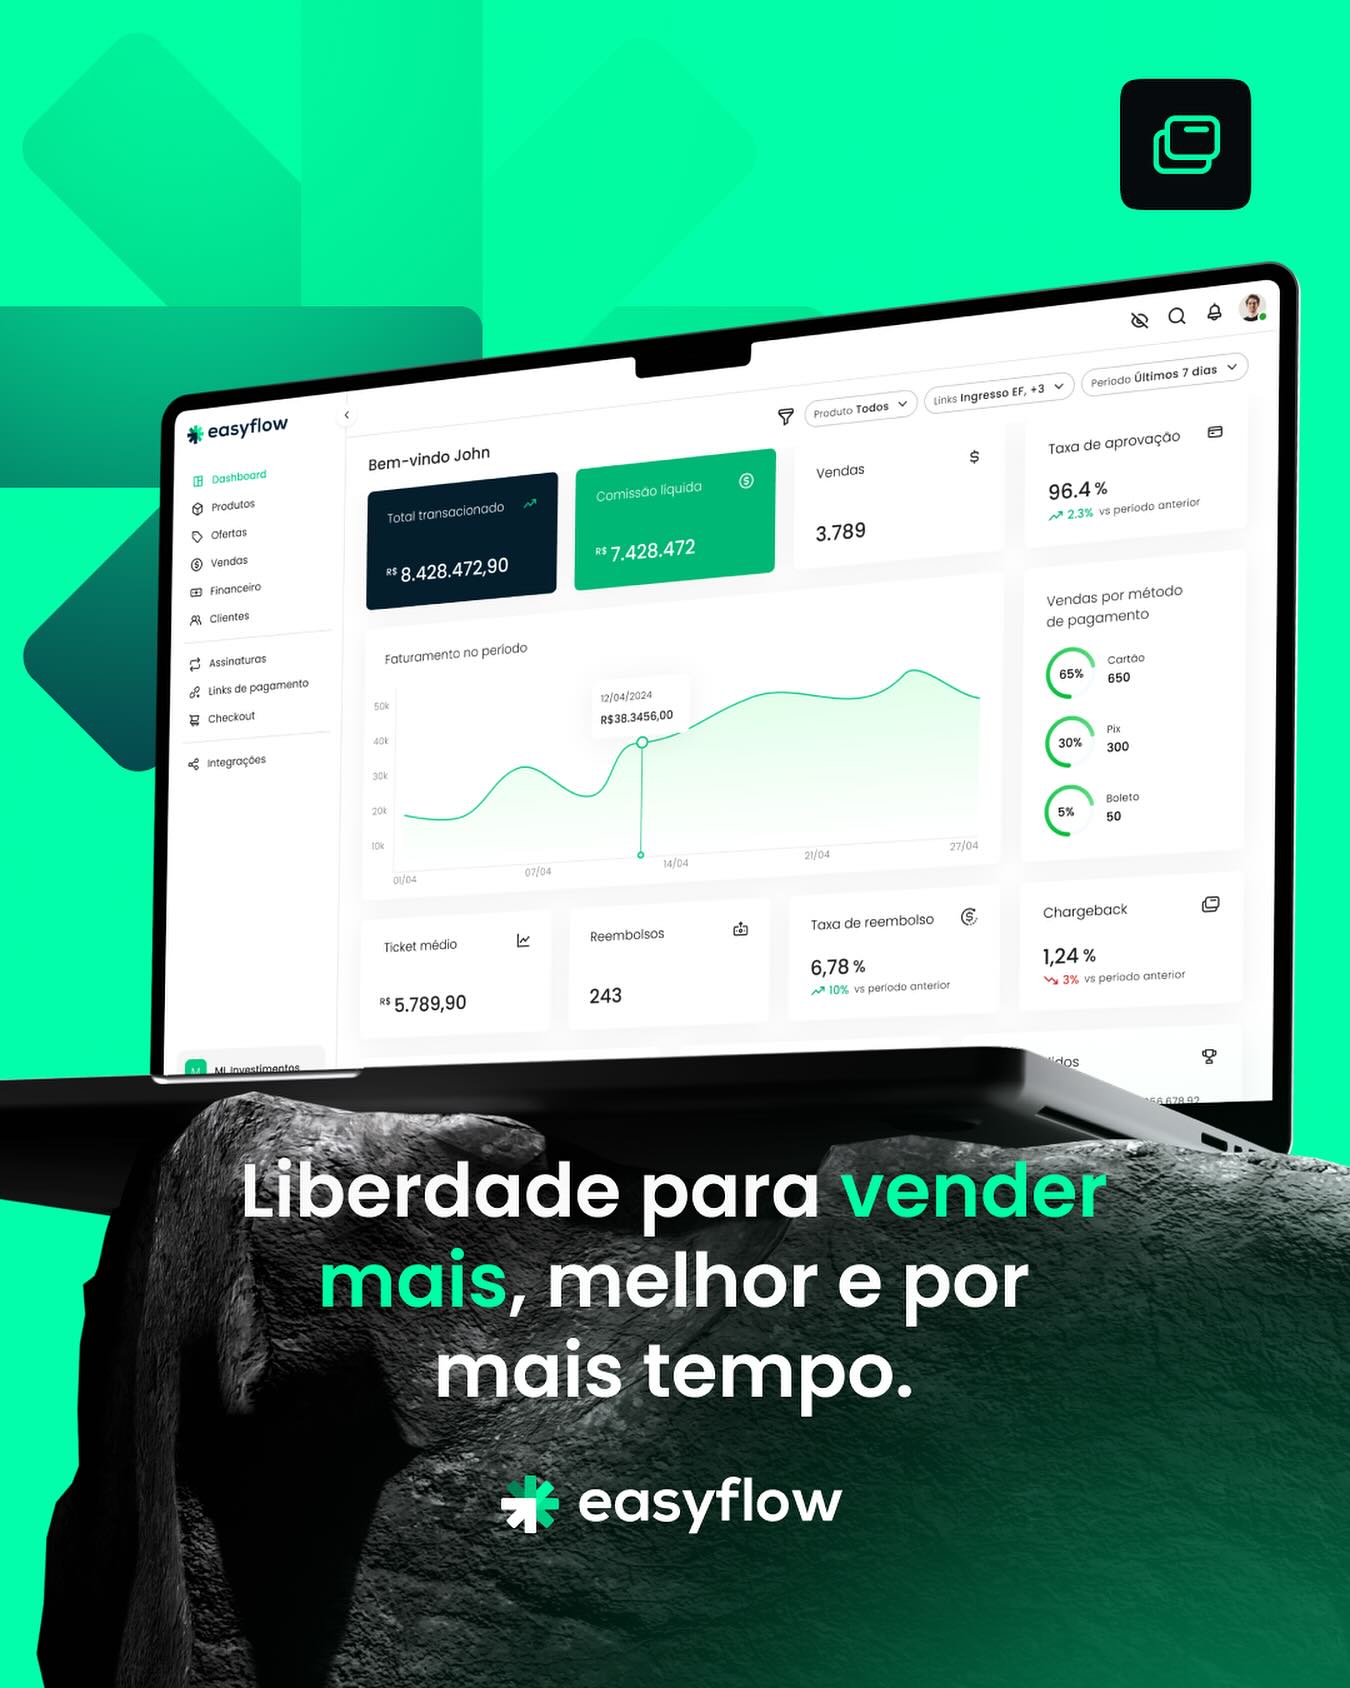 easyflow
Dashboard
Produtos
Ofertas
Vendas
Financeiro
Clientes
Assinaturas
Links de pagamento
Checkout
Integrações
M
ML Investimentos
Bem-vindo John
Produto Todos
Links Ingresso EF, +3
Período Últimos 7 dias
Total transacionado
R$ 8.428.472,90
Comissão líquida
R$ 7.428.472
Vendas
3.789
Taxa de aprovação
96.4 %
2.3% vs período anterior
Faturamento no período
50k
40k
30k
20k
10k
12/04/2024
R$38.3456,00
01/04
07/04
14/04
21/04
27/04
Vendas por método
de pagamento
65%
Cartão
650
30%
Pix
300
5%
Boleto
50
Ticket médio
R$ 5.789,90
Reembolsos
243
Taxa de reembolso
6,78 %
10% vs período anterior
Chargeback
1,24 %
3% vs período anterior
Liberdade para vender
mais, melhor e por
mais tempo.
easyflow